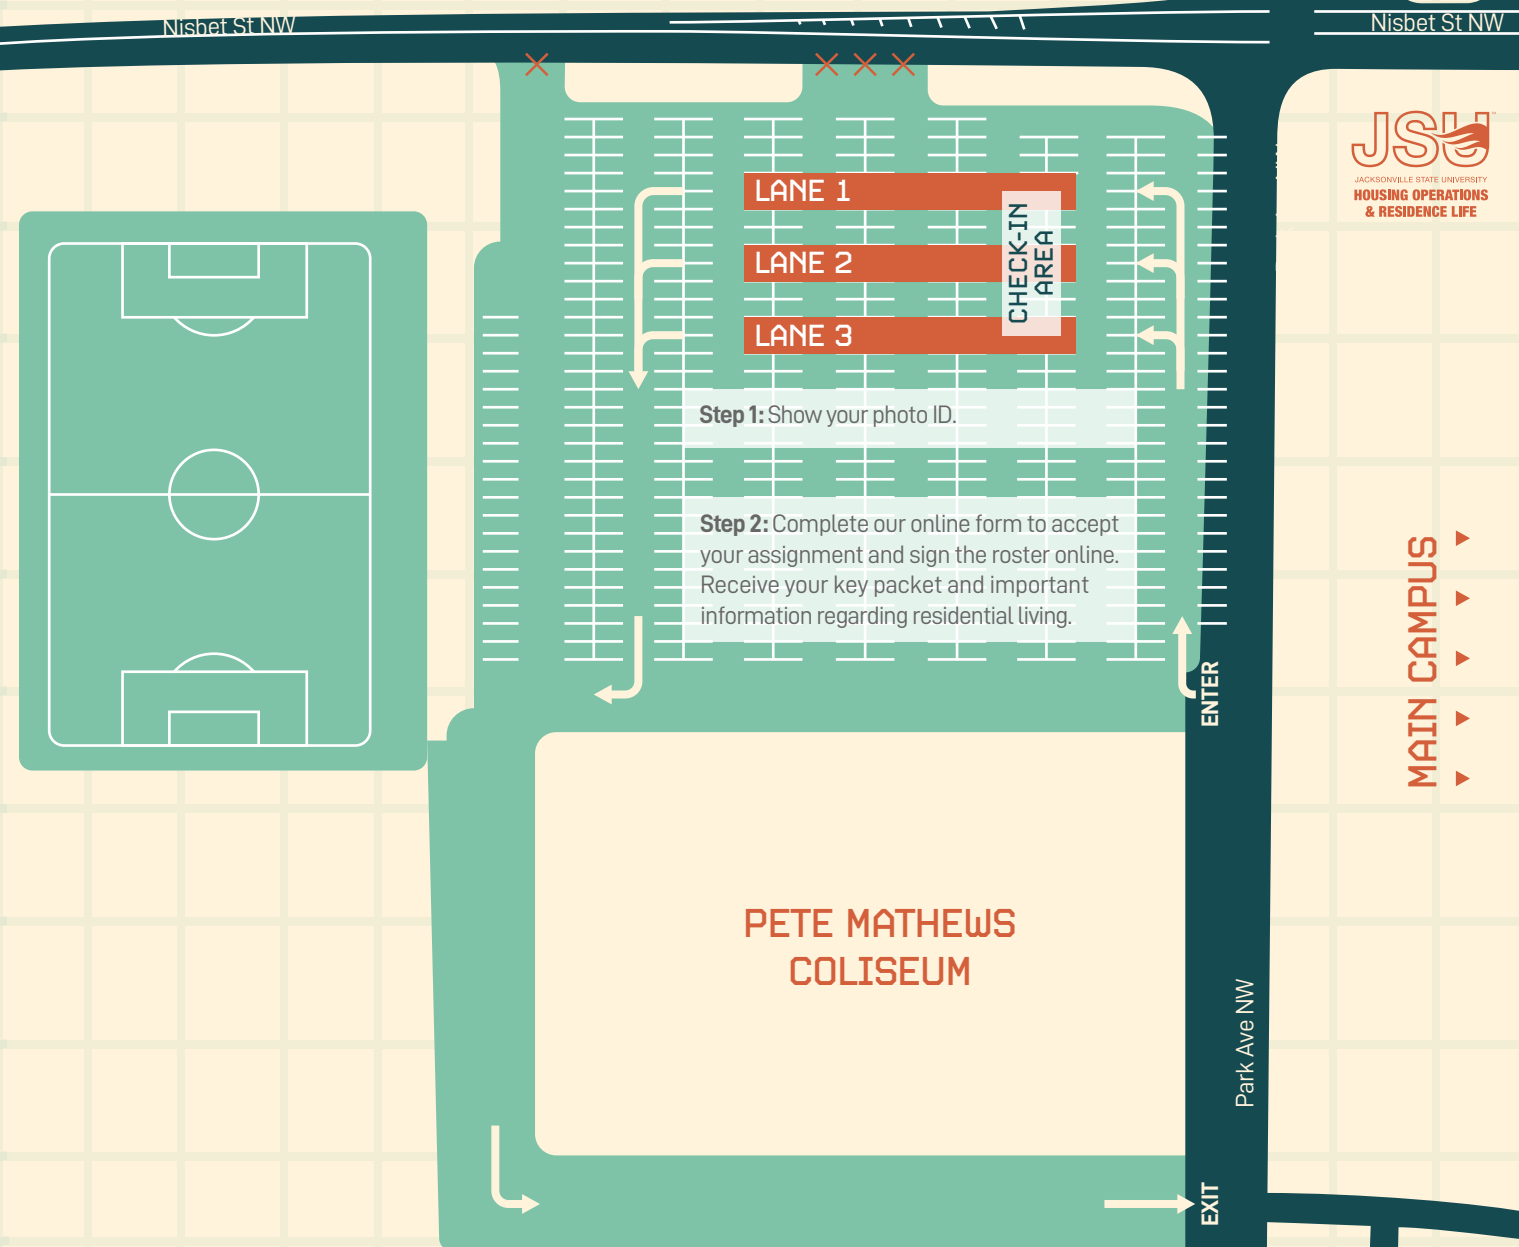 Nisbet St NW
Nisbet St NW
JSU
JACKSONVILLE STATE UNIVERSITY
HOUSING OPERATIONS
& RESIDENCE LIFE
LANE 1
LANE 2
LANE 3
CHECK-IN
AREA
Step 1: Show your photo ID.
Step 2: Complete our online form to accept
your assignment and sign the roster online.
Receive your key packet and important
information regarding residential living.
ENTER
MAIN CAMPUS
PETE MATHEWS
COLISEUM
Park Ave NW
EXIT